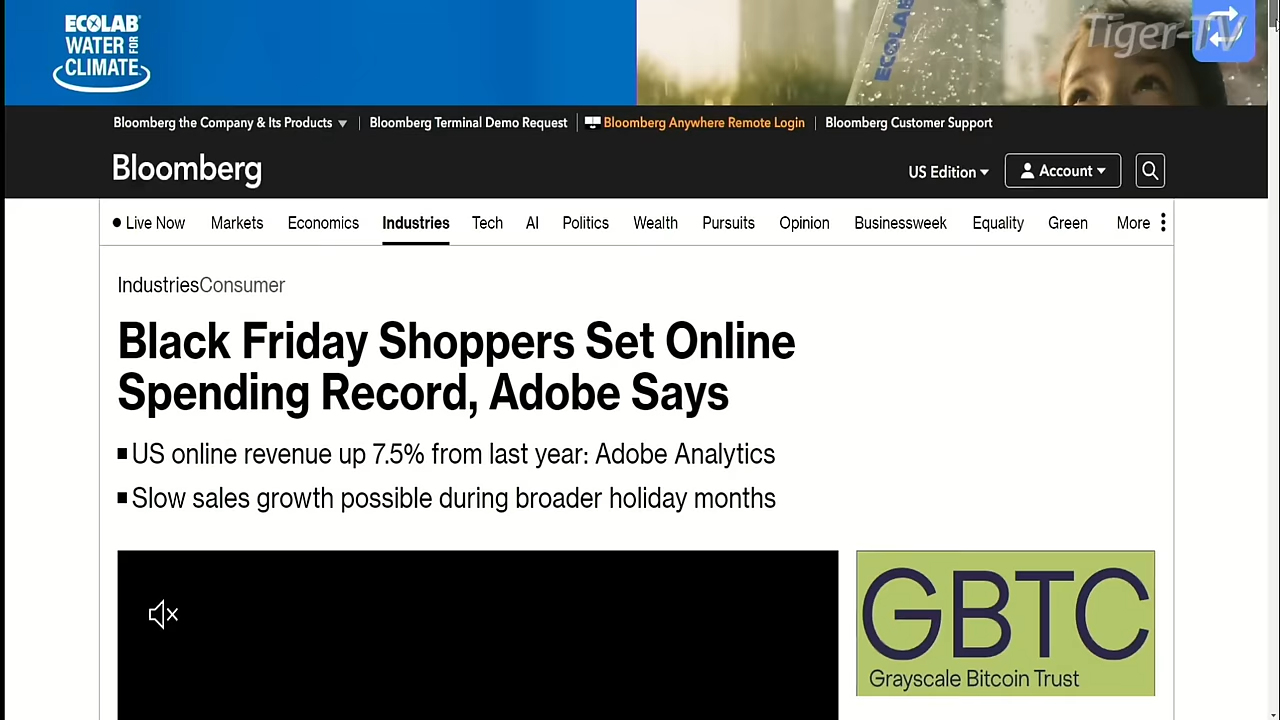 ECOLAB
WATER FOR
CLIMATE
ECOLAB
Tiger-TV
Bloomberg the Company & Its Products
Bloomberg Terminal Demo Request
Bloomberg Anywhere Remote Login
Bloomberg Customer Support
Bloomberg
US Edition
Account
Live Now Markets Economics Industries Tech AI Politics Wealth Pursuits Opinion Businessweek Equality Green More
IndustriesConsumer
Black Friday Shoppers Set Online
Spending Record, Adobe Says
US online revenue up 7.5% from last year: Adobe Analytics
Slow sales growth possible during broader holiday months
GBTC
Grayscale Bitcoin Trust